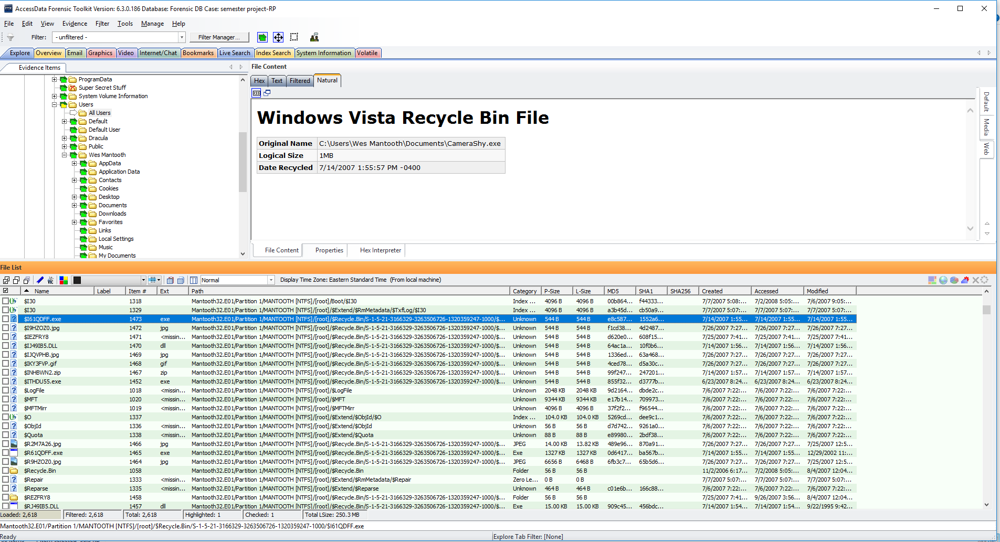 AccessData Forensic Toolkit Version: 6.3.0.186 Database: Forensic DB Case: semester project-RP
File Edit View Evidence Filter Tools Manage Help
Filter: - unfiltered - Filter Manager...
Explore Overview Email Graphics Video Internet/Chat Bookmarks Live Search Index Search System Information Volatile
Evidence Items
ProgramData
Super Secret Stuff
System Volume Information
Users
All Users
Default
Default User
Dracula
Public
Wes Mantooth
AppData
Application Data
Contacts
Cookies
Desktop
Documents
Downloads
Favorites
Links
Local Settings
Music
My Documents
File Content
Hex Text Filtered Natural
Windows Vista Recycle Bin File
Original Name C:\Users\Wes Mantooth\Documents\CameraShy.exe
Logical Size 1MB
Date Recycled 7/14/2007 1:55:57 PM -0400
Default
Media
Web
File Content Properties Hex Interpreter
File List
Normal Display Time Zone: Eastern Standard Time (From local machine)
Name Label Item # Ext Path Category P-Size L-Size MD5 SHA1 SHA256 Created Accessed Modified
$I30 1318 Mantooth32.E01/Partition 1/MANTOOTH [NTFS]/[root]/Boot/$I30 Index ... 4096 B 4096 B 00b864... f44333... 7/7/2007 5:08:... 7/2/2008 5:05:... 7/6/2007 9:05:...
$I30 1329 Mantooth32.E01/Partition 1/MANTOOTH [NTFS]/[root]/$Extend/$RmMetadata/$TxfLog/$I30 Index ... 4096 B 4096 B a3b45d... cb50a9... 7/7/2007 5:07:... 7/7/2007 5:07:... 7/7/2007 5:07:...
$I61QDFF.exe 1473 exe Mantooth32.E01/Partition 1/MANTOOTH [NTFS]/[root]/$Recycle.Bin/S-1-5-21-3166329-3263506726-1320359247-1000/$... Unknown 544 B 544 B e8c587... 1552a6... 7/14/2007 1:55... 7/14/2007 1:55... 7/14/2007 1:55...
$I9HZOZ0.jpg 1472 jpg Mantooth32.E01/Partition 1/MANTOOTH [NTFS]/[root]/$Recycle.Bin/S-1-5-21-3166329-3263506726-1320359247-1000/$... Unknown 544 B 544 B f1cd38... 4d2487... 7/26/2007 7:27... 7/26/2007 7:27... 7/26/2007 7:27...
$IEZFRY8 1471 <missin... Mantooth32.E01/Partition 1/MANTOOTH [NTFS]/[root]/$Recycle.Bin/S-1-5-21-3166329-3263506726-1320359247-1000/$... Unknown 544 B 544 B d620e0... 608f15... 7/25/2007 7:41... 7/25/2007 7:41... 7/25/2007 7:41...
$IJ49IB5.DLL 1470 dll Mantooth32.E01/Partition 1/MANTOOTH [NTFS]/[root]/$Recycle.Bin/S-1-5-21-3166329-3263506726-1320359247-1000/$... Unknown 544 B 544 B 64ac1a... 10f0b6... 7/14/2007 1:56... 7/14/2007 1:56... 7/14/2007 1:56...
$IJQVPHB.jpg 1469 jpg Mantooth32.E01/Partition 1/MANTOOTH [NTFS]/[root]/$Recycle.Bin/S-1-5-21-3166329-3263506726-1320359247-1000/$... Unknown 544 B 544 B 1336ed... 63a468... 7/26/2007 7:27... 7/26/2007 7:27... 7/26/2007 7:27...
$IKY3FVP.gif 1468 gif Mantooth32.E01/Partition 1/MANTOOTH [NTFS]/[root]/$Recycle.Bin/S-1-5-21-3166329-3263506726-1320359247-1000/$... Unknown 544 B 544 B 4ced78... d5a30c... 7/26/2007 7:27... 7/26/2007 7:27... 7/26/2007 7:27...
$INHBWN2.zip 1467 zip Mantooth32.E01/Partition 1/MANTOOTH [NTFS]/[root]/$Recycle.Bin/S-1-5-21-3166329-3263506726-1320359247-1000/$... Unknown 544 B 544 B 99f247... 247201... 7/14/2007 1:57... 7/14/2007 1:57... 7/14/2007 1:57...
$ITHDU55.exe 1452 exe Mantooth32.E01/Partition 1/MANTOOTH [NTFS]/[root]/$Recycle.Bin/S-1-5-21-3166329-3263506726-1320359247-1000/$... Unknown 544 B 544 B 855f32... d3777b... 6/23/2007 8:24... 6/23/2007 8:24... 6/23/2007 8:24...
$LogFile 1018 <missin... Mantooth32.E01/Partition 1/MANTOOTH [NTFS]/[root]/$LogFile Unknown 2048 KB 2048 KB 9d2164... dbde2c... 7/6/2007 7:22:... 7/6/2007 7:22:... 7/6/2007 7:22:...
$MFT 1020 <missin... Mantooth32.E01/Partition 1/MANTOOTH [NTFS]/[root]/$MFT Unknown 9344 KB 9344 KB e17b14... 709973... 7/6/2007 7:22:... 7/6/2007 7:22:... 7/6/2007 7:22:...
$MFTMirr 1019 <missin... Mantooth32.E01/Partition 1/MANTOOTH [NTFS]/[root]/$MFTMirr Unknown 4096 B 4096 B 37f2f2... f96544... 7/6/2007 7:22:... 7/6/2007 7:22:... 7/6/2007 7:22:...
$O 1337 Mantooth32.E01/Partition 1/MANTOOTH [NTFS]/[root]/$Extend/$ObjId/$O Index ... 104.0 KB 104.0 KB 5269cd... dee9c1... 7/6/2007 7:22:... 7/6/2007 7:22:... 7/6/2007 7:22:...
$ObjId 1336 <missin... Mantooth32.E01/Partition 1/MANTOOTH [NTFS]/[root]/$Extend/$ObjId Unknown 56 B 56 B d7d742... 9261a0... 7/6/2007 7:22:... 7/6/2007 7:22:... 7/6/2007 7:22:...
$Quota 1338 <missin... Mantooth32.E01/Partition 1/MANTOOTH [NTFS]/[root]/$Extend/$Quota Unknown 88 B 88 B e89980... 2bdf38... 7/6/2007 7:22:... 7/6/2007 7:22:... 7/6/2007 7:22:...
$R2M7A26.jpg 1466 jpg Mantooth32.E01/Partition 1/MANTOOTH [NTFS]/[root]/$Recycle.Bin/S-1-5-21-3166329-3263506726-1320359247-1000/$... JPEG 14.00 KB 13.82 KB 489e96... 870a91... 7/26/2007 7:27... 7/26/2007 7:27... 7/25/2007 12:5...
$R61QDFF.exe 1465 exe Mantooth32.E01/Partition 1/MANTOOTH [NTFS]/[root]/$Recycle.Bin/S-1-5-21-3166329-3263506726-1320359247-1000/$... Exe 1327 KB 1327 KB 0d6417... ba567b... 7/14/2007 1:55... 7/14/2007 1:55... 12/29/2002 11:...
$R9HZOZ0.jpg 1464 jpg Mantooth32.E01/Partition 1/MANTOOTH [NTFS]/[root]/$Recycle.Bin/S-1-5-21-3166329-3263506726-1320359247-1000/$... JPEG 6656 B 6468 B 6fb3c7... 65b5d6... 7/26/2007 7:27... 7/26/2007 7:27... 7/25/2007 12:5...
$Recycle.Bin 1058 Mantooth32.E01/Partition 1/MANTOOTH [NTFS]/[root]/$Recycle.Bin Folder 56 B 56 B 11/2/2006 6:17... 7/2/2008 5:05:... 8/4/2007 12:04...
$Repair 1333 <missin... Mantooth32.E01/Partition 1/MANTOOTH [NTFS]/[root]/$Extend/$RmMetadata/$Repair Zero Le... 0 B 0 B 7/7/2007 5:07:... 7/7/2007 5:07:... 7/7/2007 5:07:...
$Reparse 1335 <missin... Mantooth32.E01/Partition 1/MANTOOTH [NTFS]/[root]/$Extend/$Reparse Unknown 464 B 464 B c01e6b... 166c88... 7/6/2007 7:22:... 7/6/2007 7:22:... 7/6/2007 7:22:...
$REZFRY8 1458 Mantooth32.E01/Partition 1/MANTOOTH [NTFS]/[root]/$Recycle.Bin/S-1-5-21-3166329-3263506726-1320359247-1000/$... Folder 56 B 56 B 7/25/2007 7:41... 9/26/2007 3:56... 8/4/2007 12:04...
$RJ49IB5.DLL 1457 dll Mantooth32.E01/Partition 1/MANTOOTH [NTFS]/[root]/$Recycle.Bin/S-1-5-21-3166329-3263506726-1320359247-1000/$... Exe 15.00 KB 15.00 KB 909c45... 456bdc... 7/14/2007 1:54... 7/14/2007 1:54... 9/22/1995 9:42...
Loaded: 2,618 Filtered: 2,618 Total: 2,618 Highlighted: 1 Checked: 1 Total LSize: 250.3 MB
Mantooth32.E01/Partition 1/MANTOOTH [NTFS]/[root]/$Recycle.Bin/S-1-5-21-3166329-3263506726-1320359247-1000/$I61QDFF.exe
Ready Explore Tab Filter: [None]